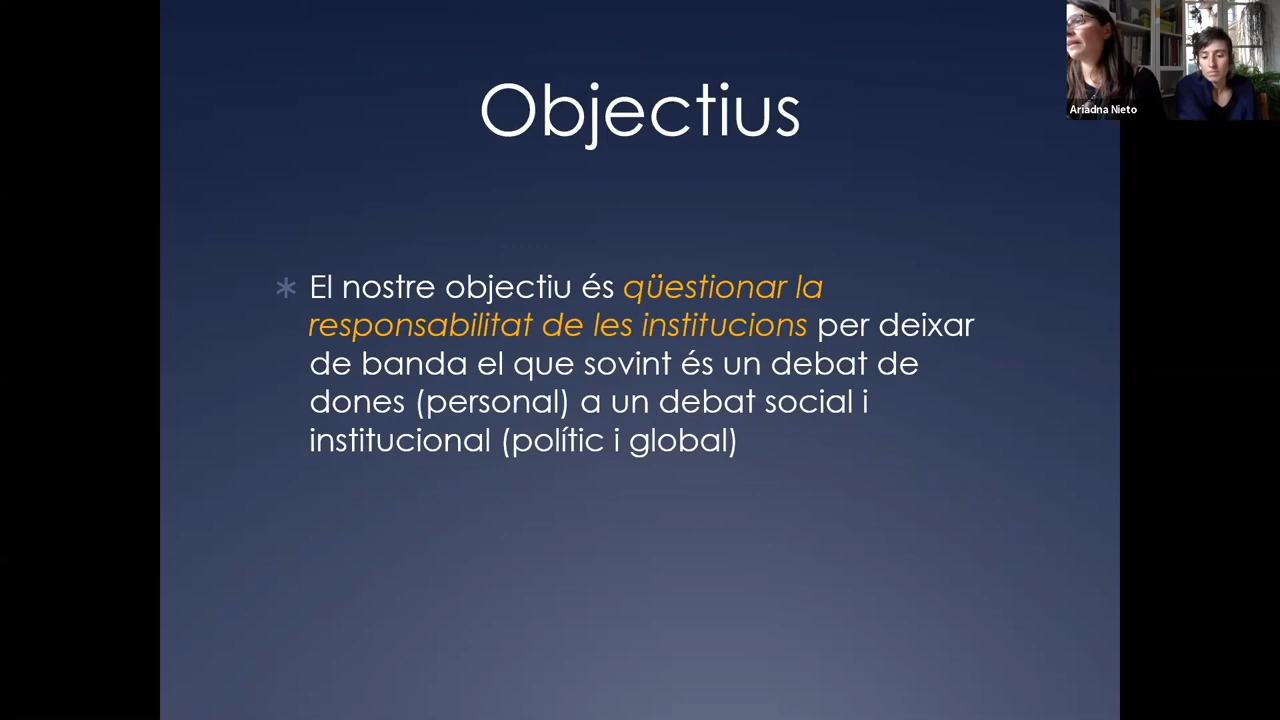 Objectius
Ariadna Nieto
* El nostre objectiu és qüestionar la
responsabilitat de les institucions per deixar
de banda el que sovint és un debat de
dones (personal) a un debat social i
institucional (polític i global)